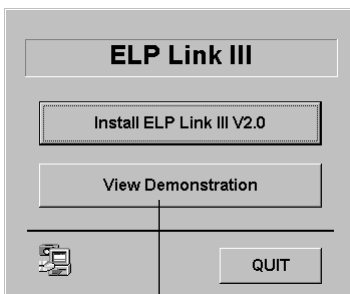 ELP Link III
Install ELP Link III V2.0
View Demonstration
QUIT